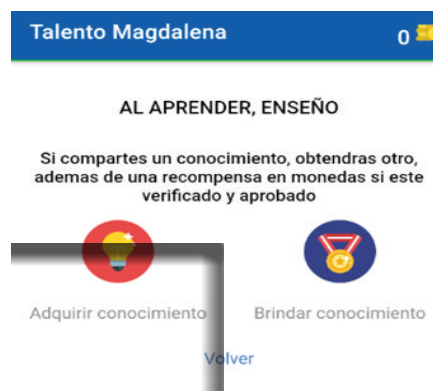 Talento Magdalena 0
AL APRENDER, ENSEÑO
Si compartes un conocimiento, obtendras otro,
ademas de una recompensa en monedas si este
verificado y aprobado
Adquirir conocimiento Brindar conocimiento
Volver